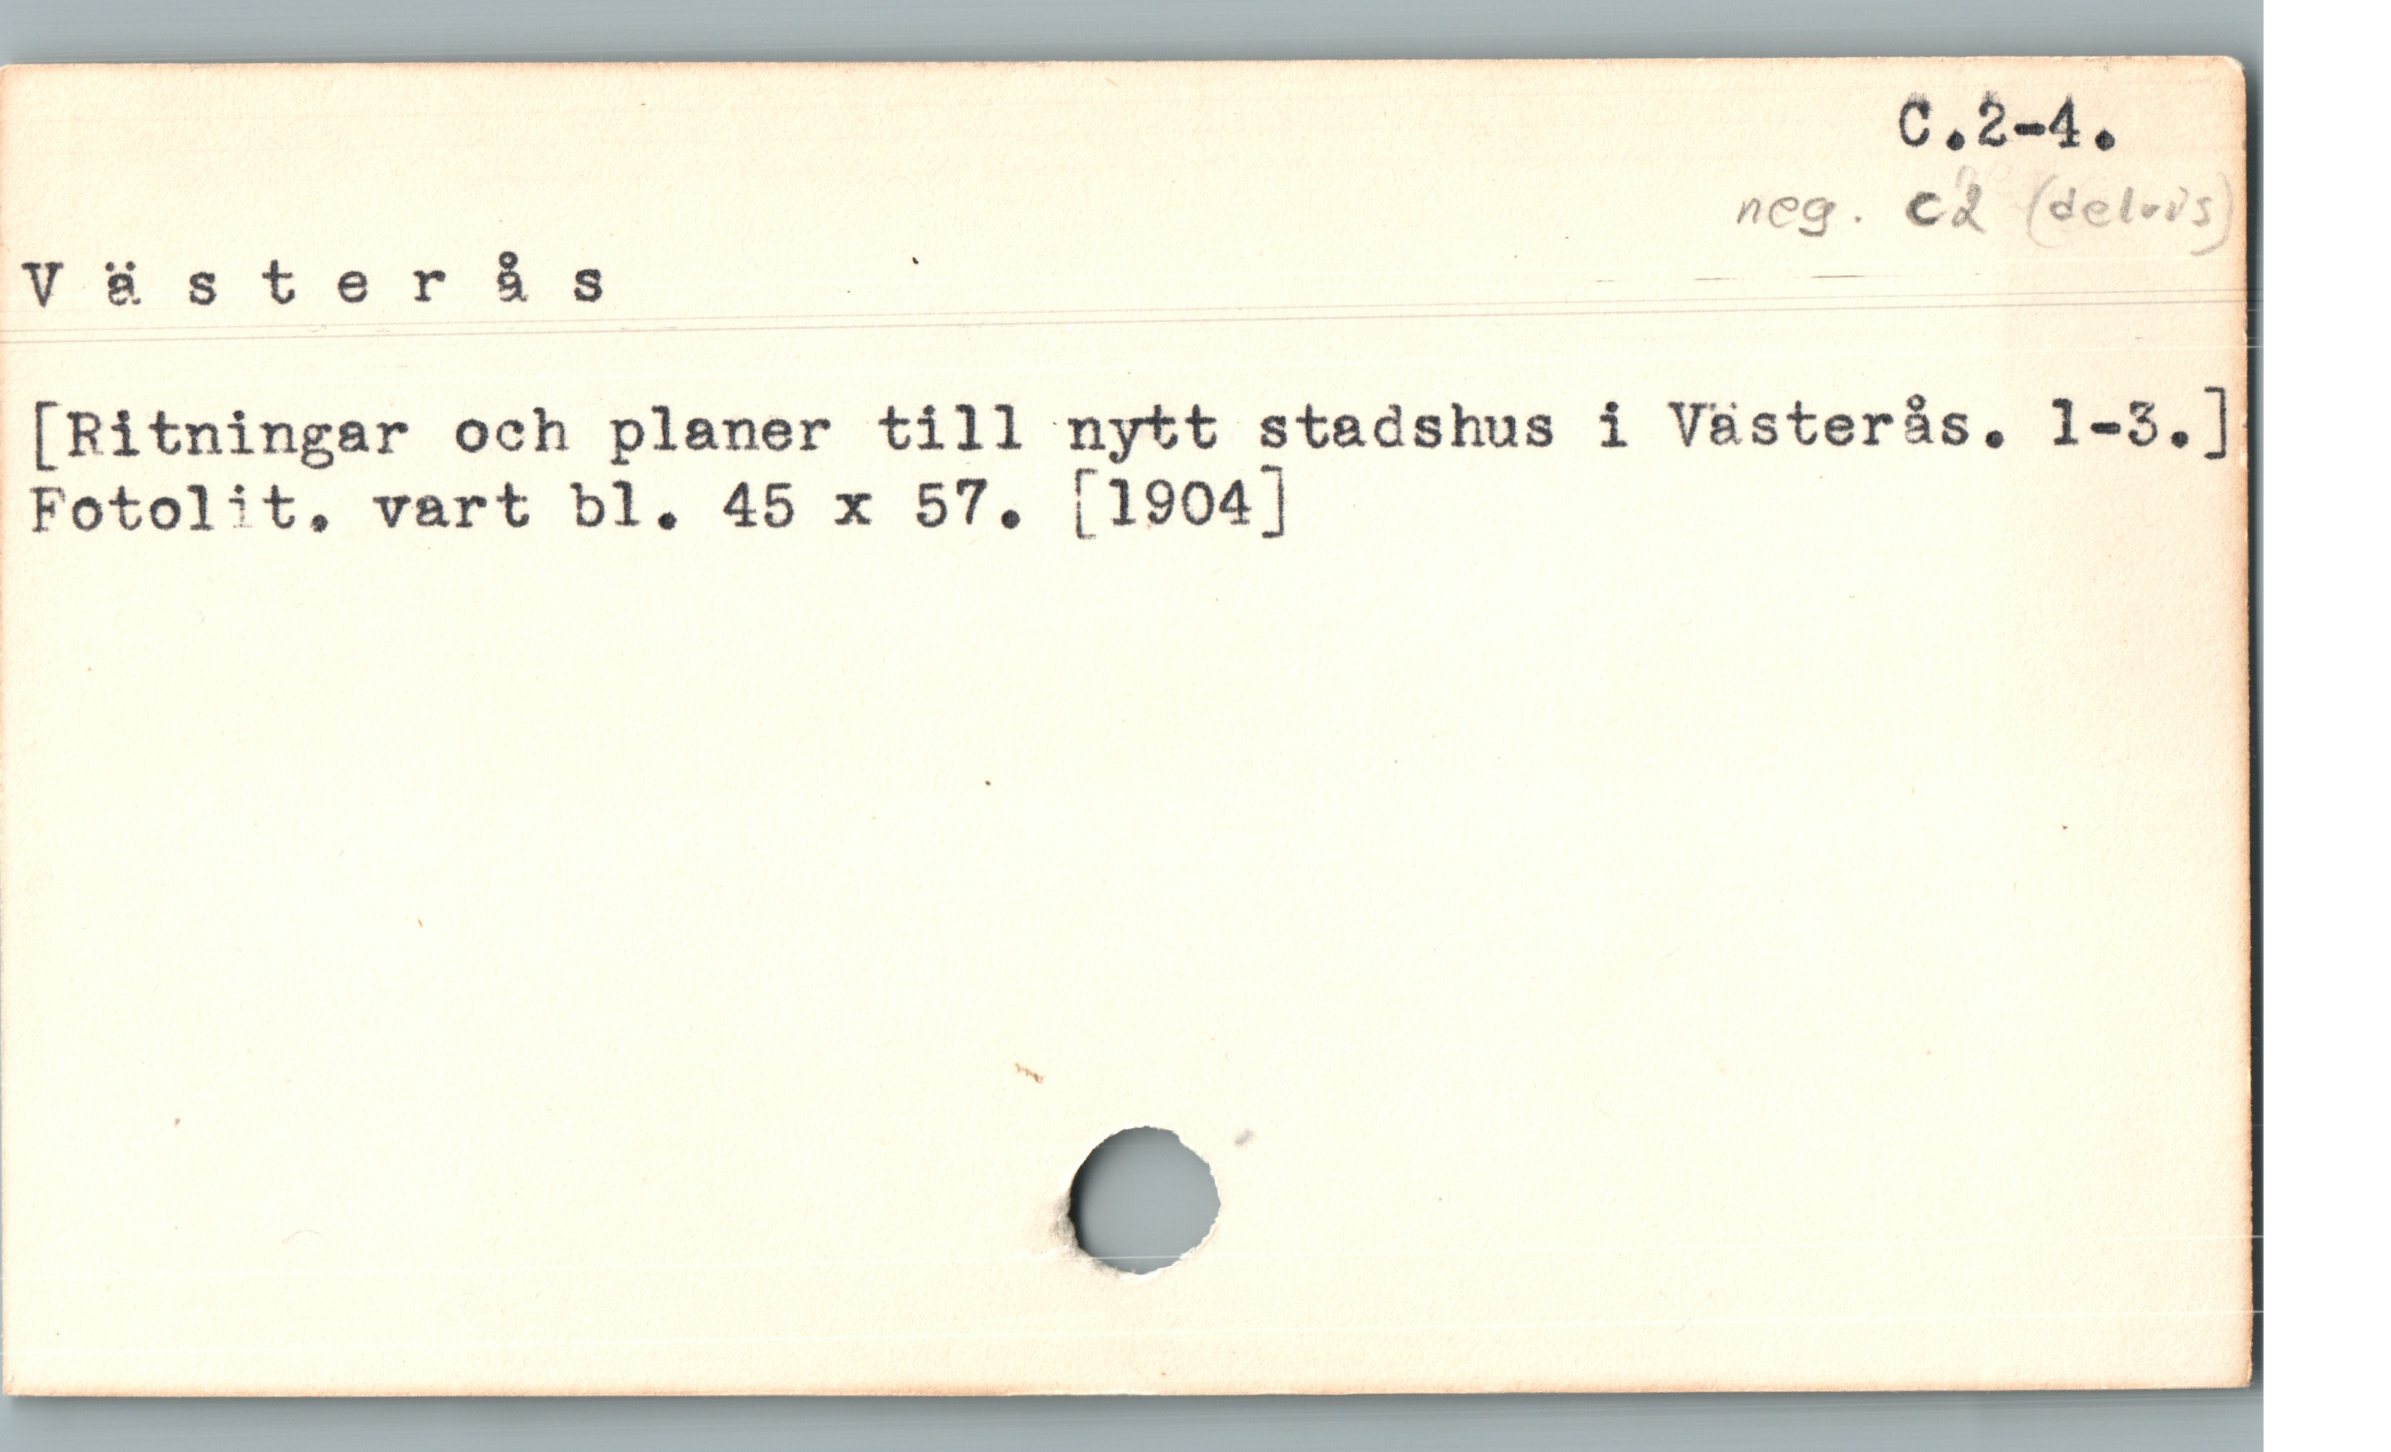 C.2-4.
neg. C2 (delvis)
V ä s t e r å s
[Ritningar och planer till nytt stadshus i Västerås. 1-3.]
Fotolit. vart bl. 45 x 57. [1904]